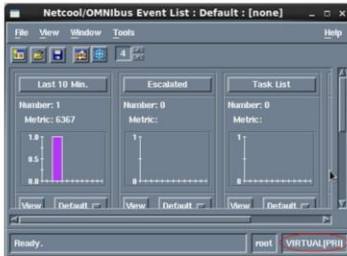 Netcool/OMNIbus Event List : Default : [none]
File View Window Tools Help
4
Last 10 Min. Escalated Task List
Number: 1 Number: 0 Number: 0
Metric: 6367 Metric: Metric:
1.0 1 1
0.5
0.0 0 0
View Default View Default View Default
Ready. root VIRTUAL[PRI]